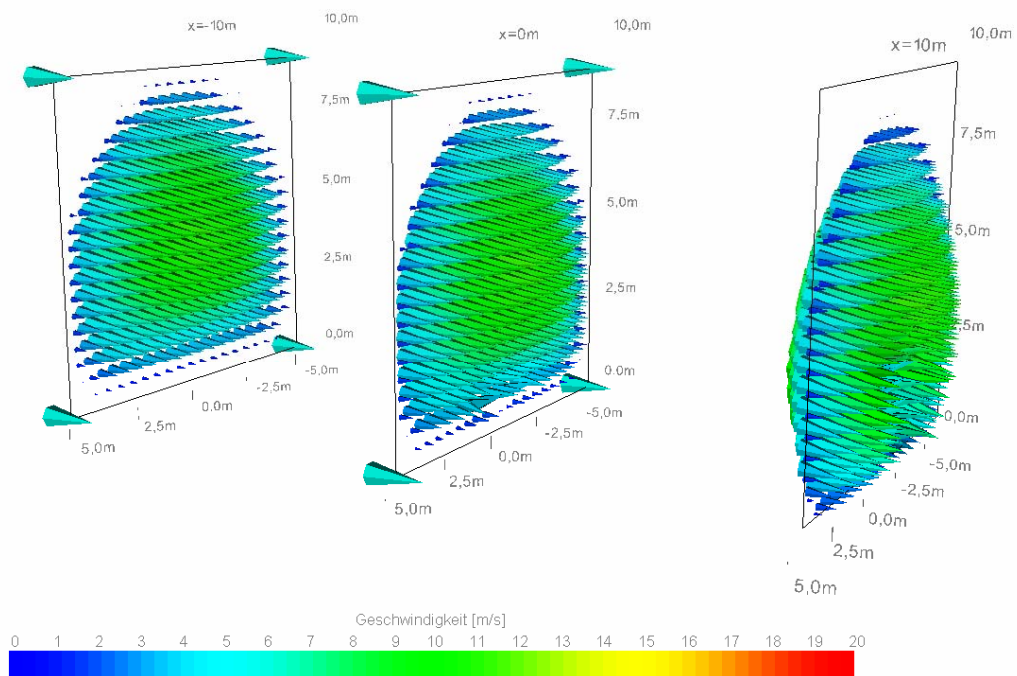 x=-10m
10,0m
7,5m
5,0m
2,5m
0,0m
-5,0m
-2,5m
0,0m
2,5m
5,0m
x=0m
10,0m
7,5m
5,0m
2,5m
0,0m
-5,0m
-2,5m
0,0m
2,5m
5,0m
x=10m
10,0m
7,5m
5,0m
2,5m
0,0m
-5,0m
-2,5m
0,0m
2,5m
5,0m
Geschwindigkeit [m/s]
0 1 2 3 4 5 6 7 8 9 10 11 12 13 14 15 16 17 18 19 20